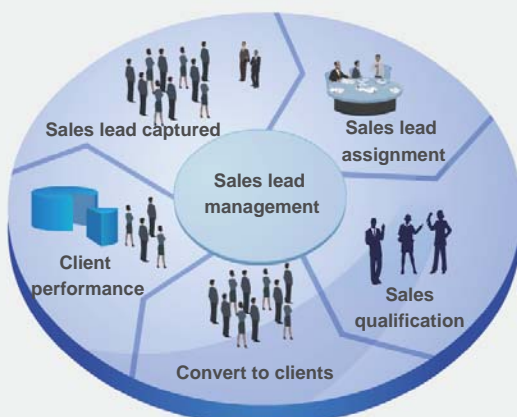 Sales lead captured
Sales lead
assignment
Sales lead
management
Client
performance
Sales
qualification
Convert to clients